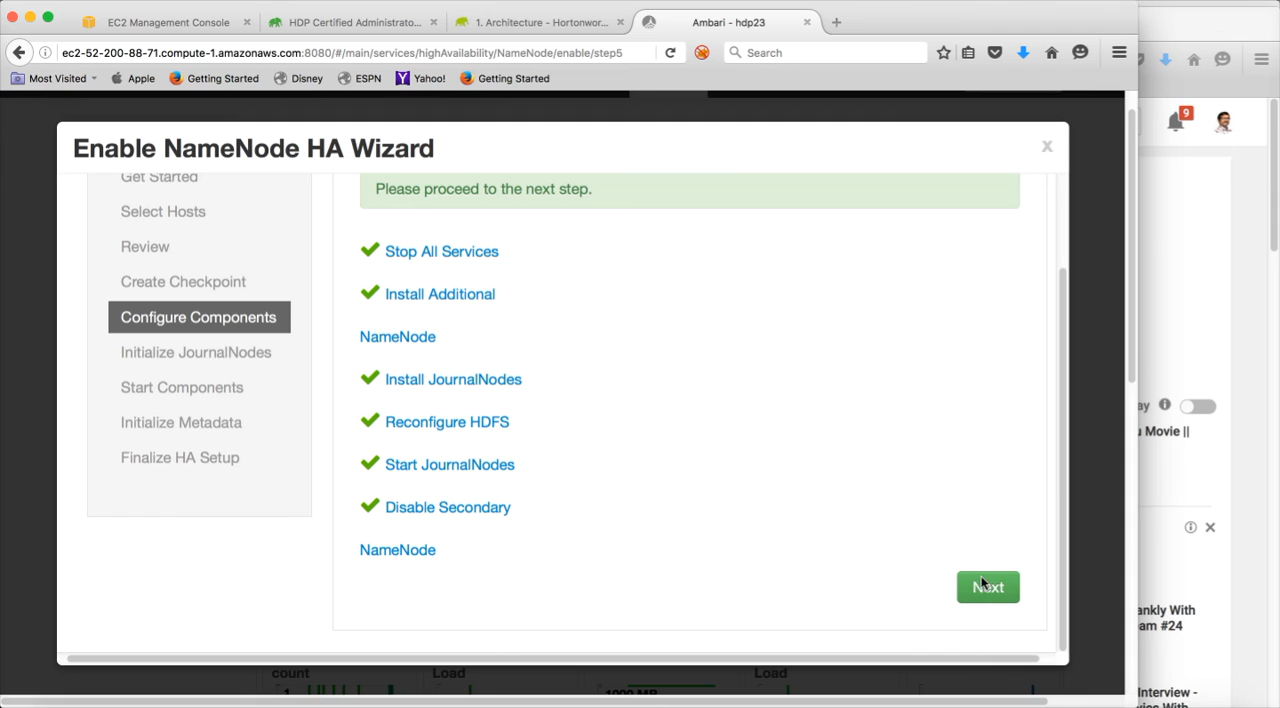 EC2 Management Console
HDP Certified Administrato...
1. Architecture - Hortonwor...
Ambari - hdp23
ec2-52-200-88-71.compute-1.amazonaws.com:8080/#/main/services/highAvailability/NameNode/enable/step5
Search
Most Visited
Apple
Getting Started
Disney
ESPN
Yahoo!
Getting Started
9
Enable NameNode HA Wizard
x
Get Started
Select Hosts
Review
Create Checkpoint
Configure Components
Initialize JournalNodes
Start Components
Initialize Metadata
Finalize HA Setup
Please proceed to the next step.
Stop All Services
Install Additional
NameNode
Install JournalNodes
Reconfigure HDFS
Start JournalNodes
Disable Secondary
NameNode
Next
ay
u Movie ||
ankly With
am #24
Interview -
count
Load
Load